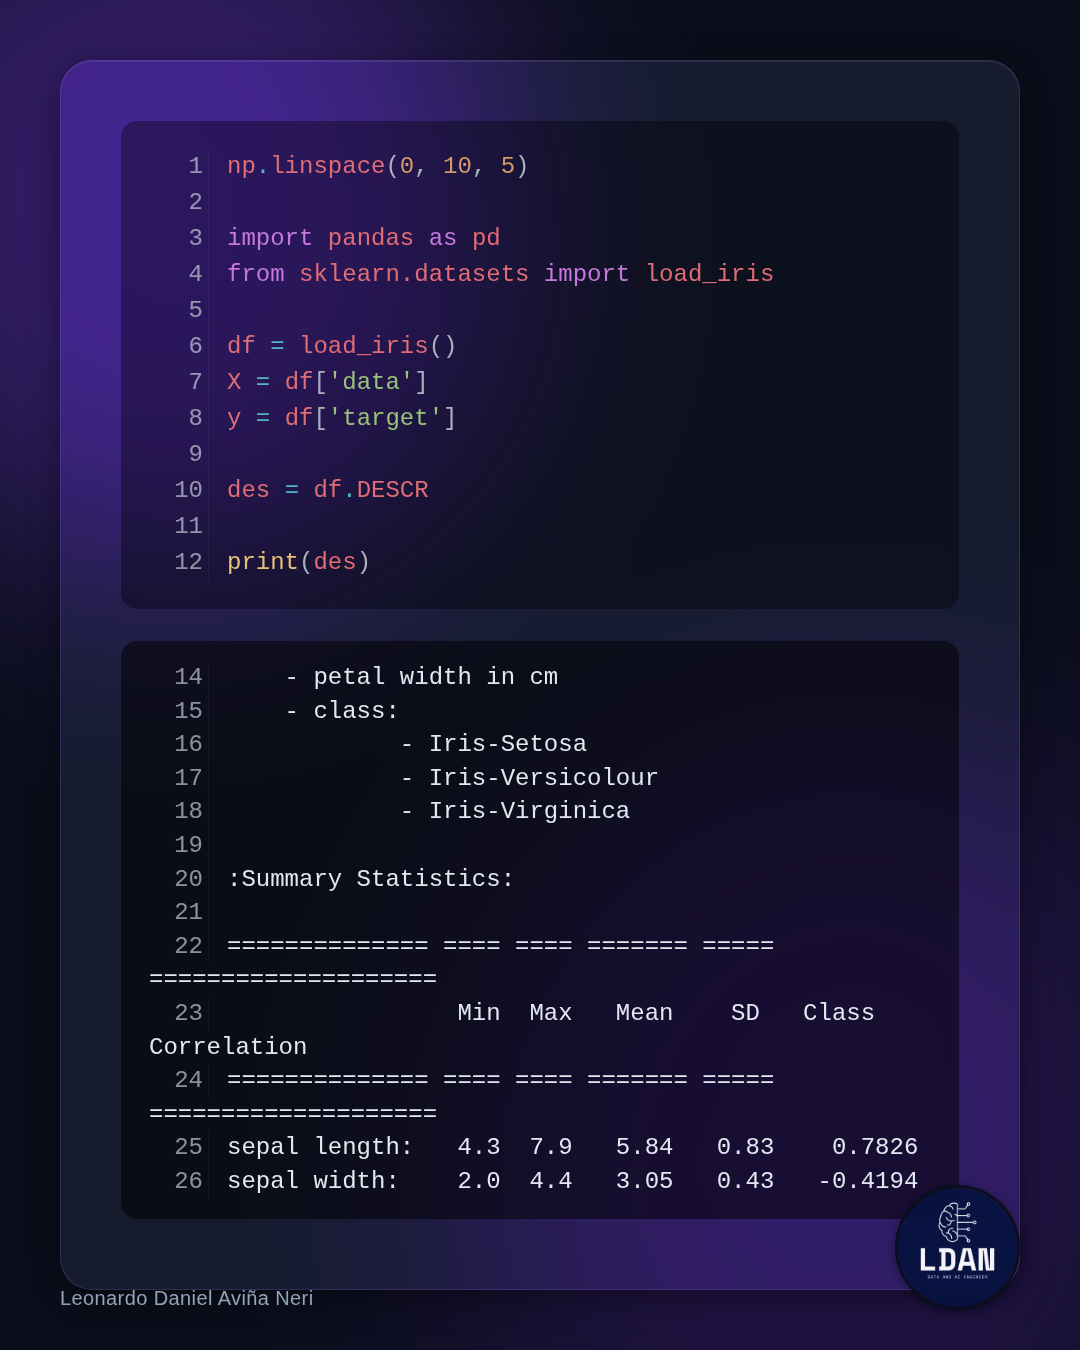 1 np.linspace(0, 10, 5)
2
3 import pandas as pd
4 from sklearn.datasets import load_iris
5
6 df = load_iris()
7 X = df['data']
8 y = df['target']
9
10 des = df.DESCR
11
12 print(des)
14     - petal width in cm
15     - class:
16             - Iris-Setosa
17             - Iris-Versicolour
18             - Iris-Virginica
19
20 :Summary Statistics:
21
22 ============== ==== ==== ======= =====
====================
23                 Min  Max   Mean    SD   Class
Correlation
24 ============== ==== ==== ======= =====
====================
25 sepal length:   4.3  7.9   5.84   0.83    0.7826
26 sepal width:    2.0  4.4   3.05   0.43   -0.4194
LDAN
DATA AND AI ENGINEER
Leonardo Daniel Aviña Neri